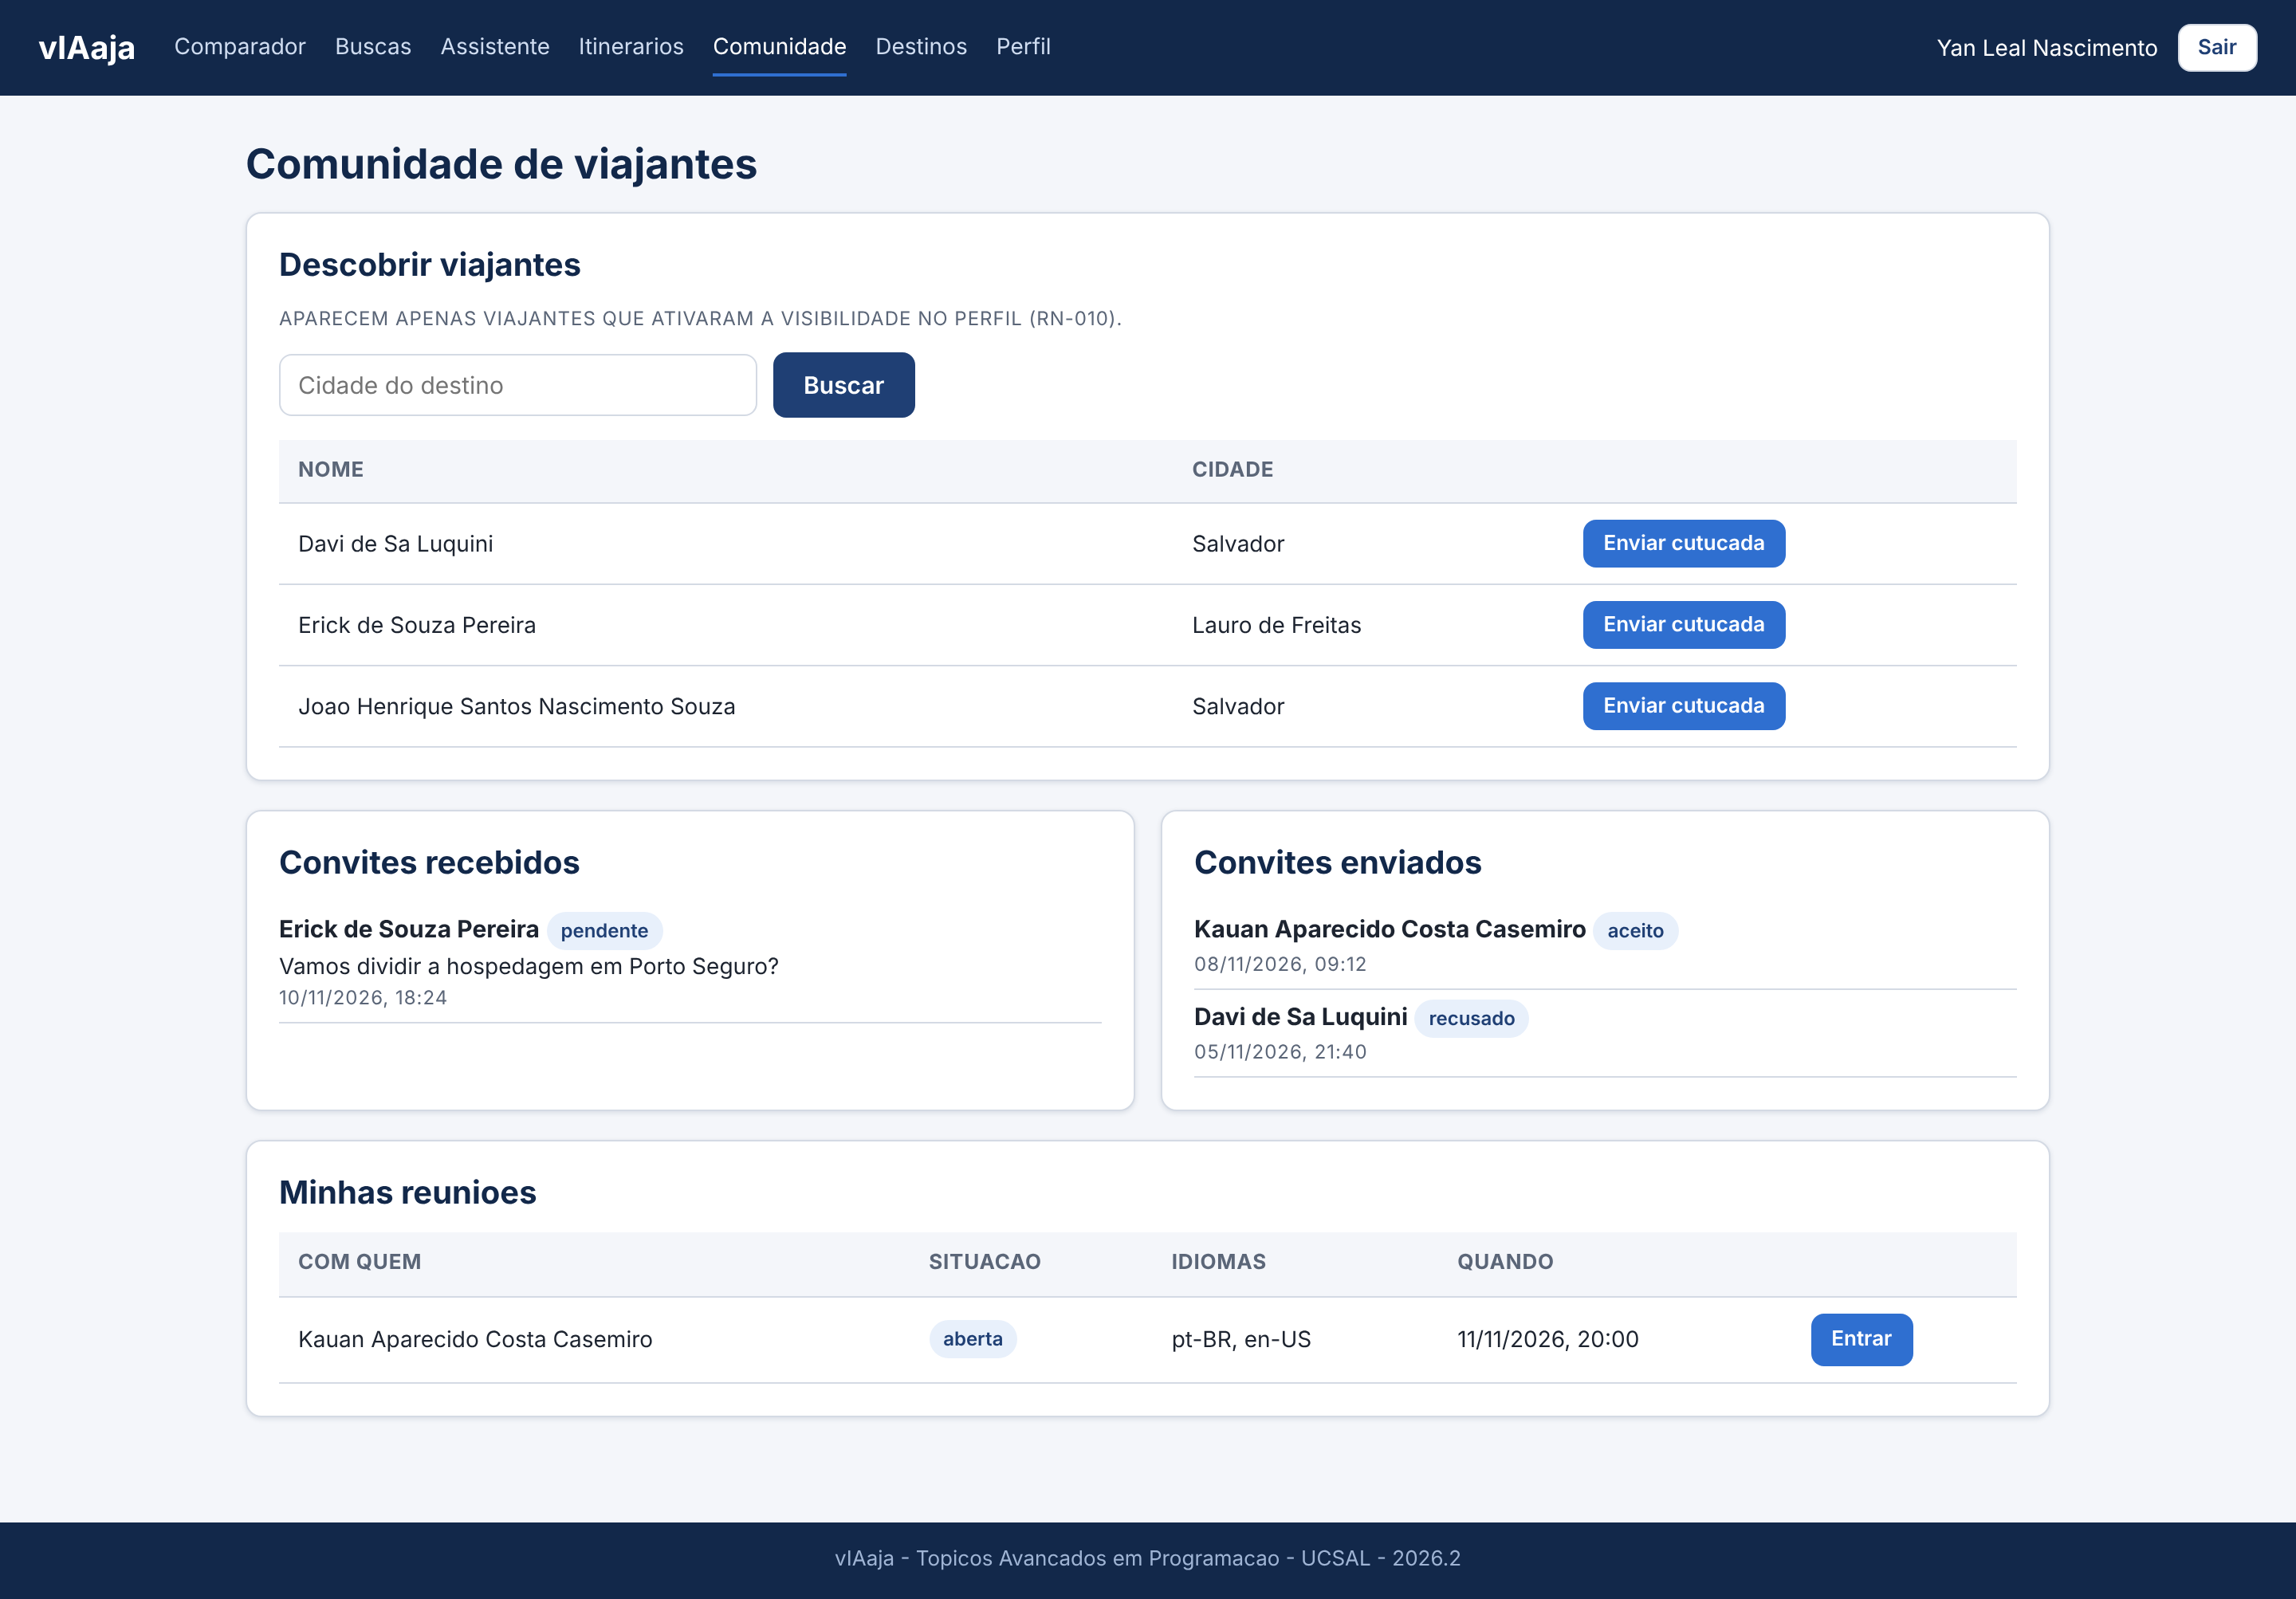 vIAaja Comparador Buscas Assistente Itinerarios Comunidade Destinos Perfil Yan Leal Nascimento Sair
Comunidade de viajantes
Descobrir viajantes
APARECEM APENAS VIAJANTES QUE ATIVARAM A VISIBILIDADE NO PERFIL (RN-010).
Cidade do destino Buscar
NOME CIDADE
Davi de Sa Luquini Salvador Enviar cutucada
Erick de Souza Pereira Lauro de Freitas Enviar cutucada
Joao Henrique Santos Nascimento Souza Salvador Enviar cutucada
Convites recebidos
Erick de Souza Pereira pendente
Vamos dividir a hospedagem em Porto Seguro?
10/11/2026, 18:24
Convites enviados
Kauan Aparecido Costa Casemiro aceito
08/11/2026, 09:12
Davi de Sa Luquini recusado
05/11/2026, 21:40
Minhas reunioes
COM QUEM SITUACAO IDIOMAS QUANDO
Kauan Aparecido Costa Casemiro aberta pt-BR, en-US 11/11/2026, 20:00 Entrar
vIAaja - Topicos Avancados em Programacao - UCSAL - 2026.2